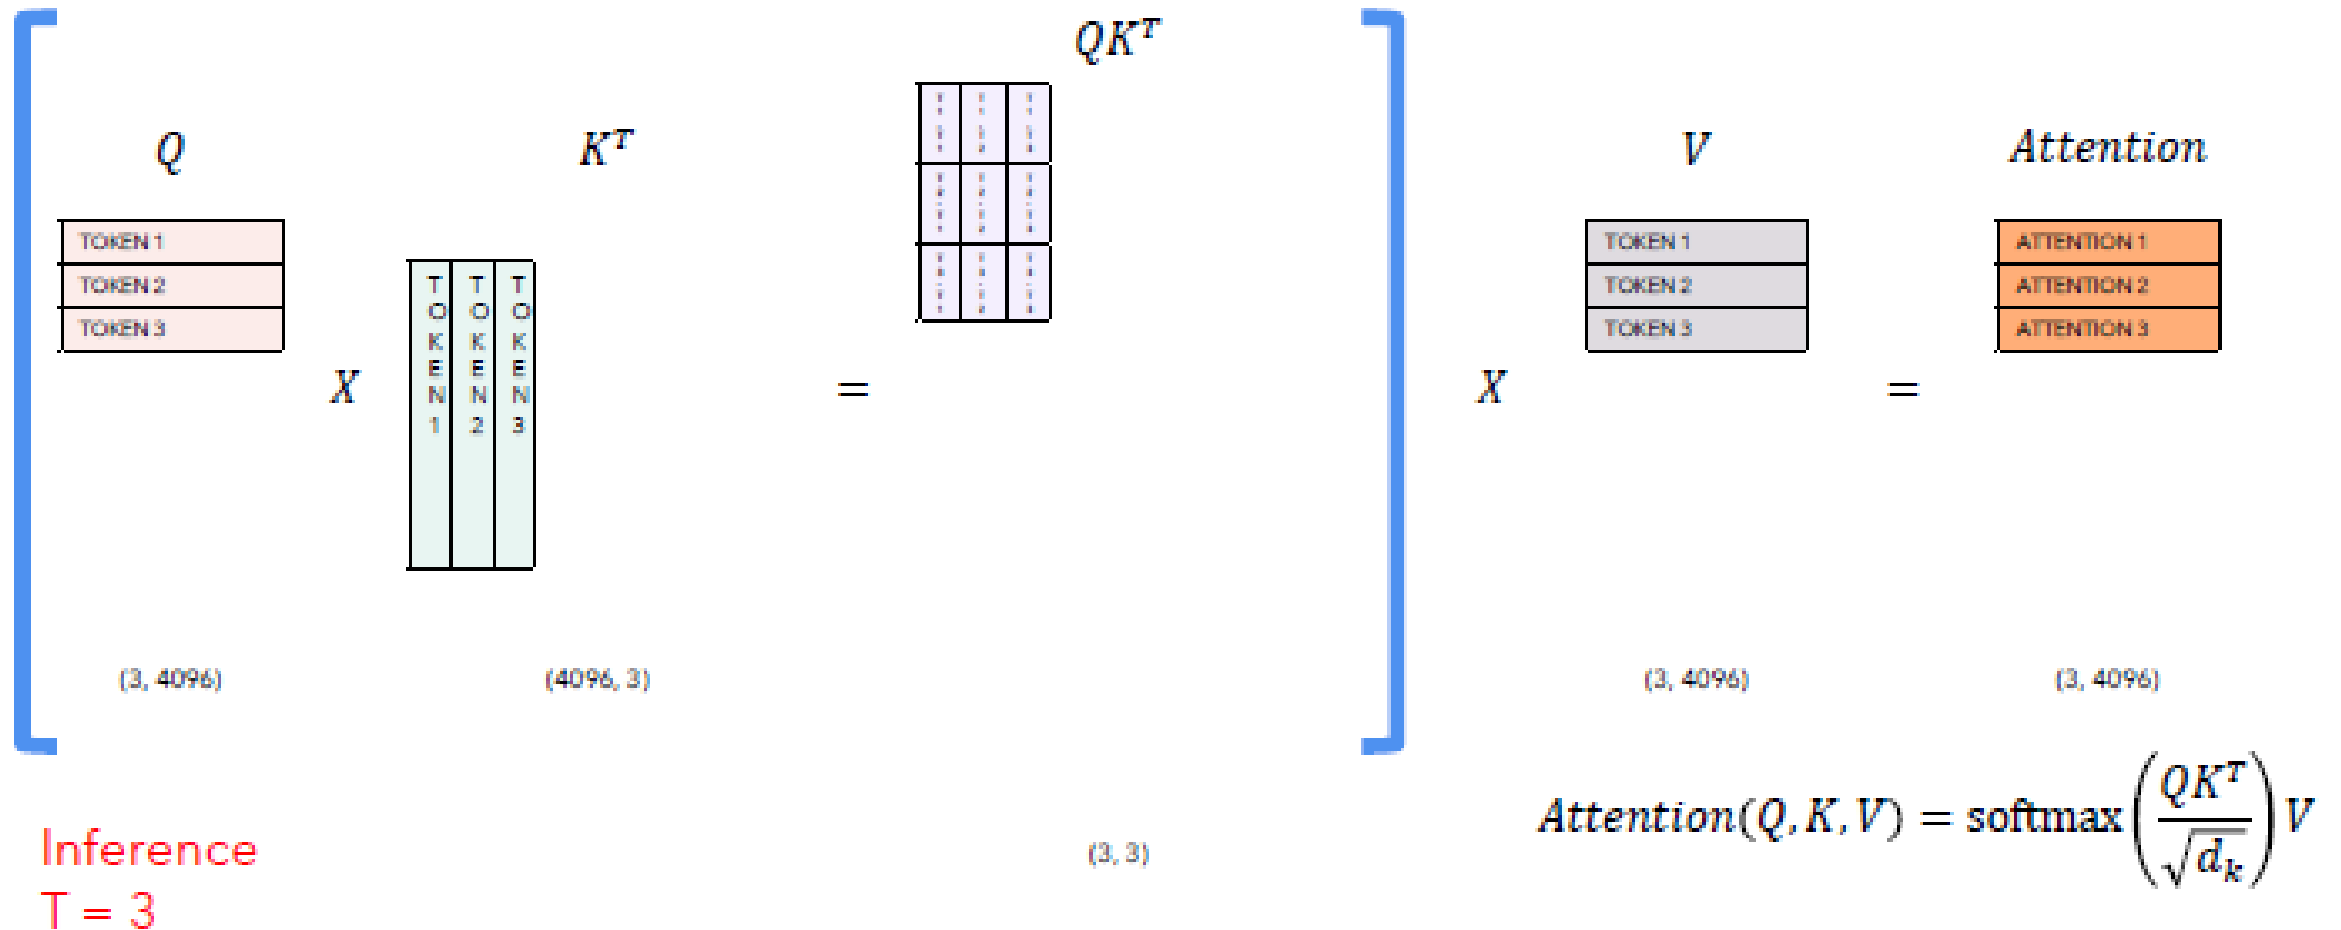 Q
K^T
QK^T
V
Attention
TOKEN 1
TOKEN 2
TOKEN 3
X
TOKEN 1
TOKEN 2
TOKEN 3
=
X
TOKEN 1
TOKEN 2
TOKEN 3
=
ATTENTION 1
ATTENTION 2
ATTENTION 3
(3, 4096)
(4096, 3)
(3, 4096)
(3, 4096)
(3, 3)
Attention(Q, K, V) = softmax(QK^T / √d_k)V
Inference
T = 3